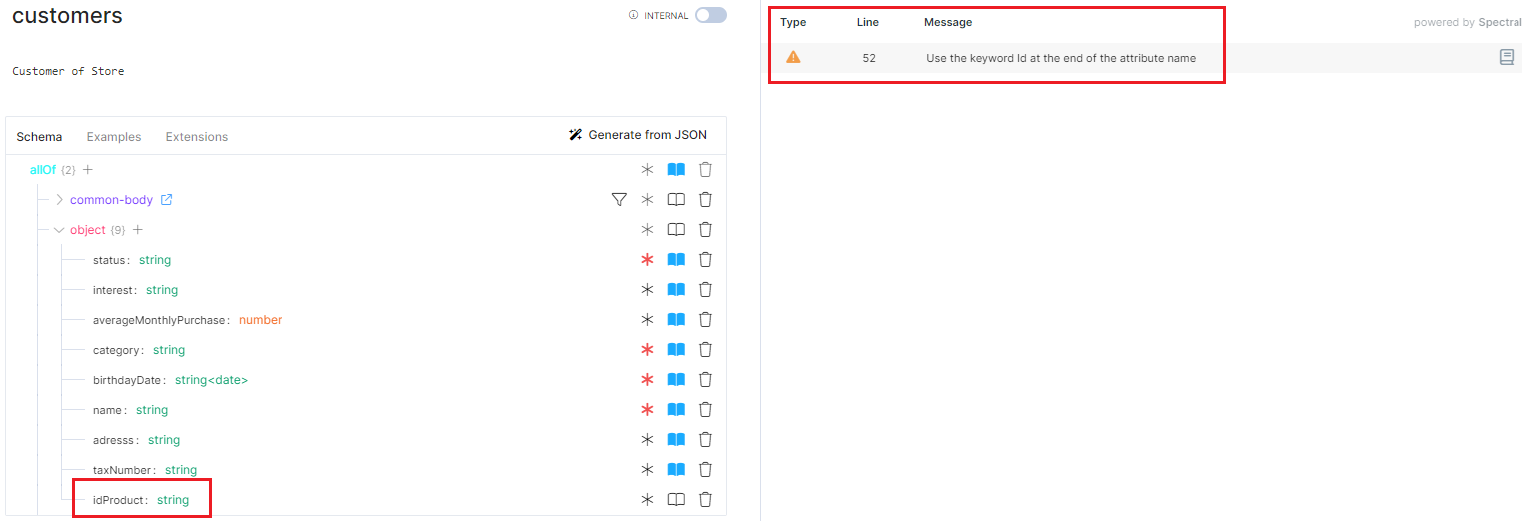 customers
INTERNAL
Customer of Store
Schema Examples Extensions Generate from JSON
allOf {2} +
common-body
object {9} +
status: string
interest: string
averageMonthlyPurchase: number
category: string
birthdayDate: string<date>
name: string
adresss: string
taxNumber: string
idProduct: string
Type Line Message powered by Spectral
52 Use the keyword Id at the end of the attribute name